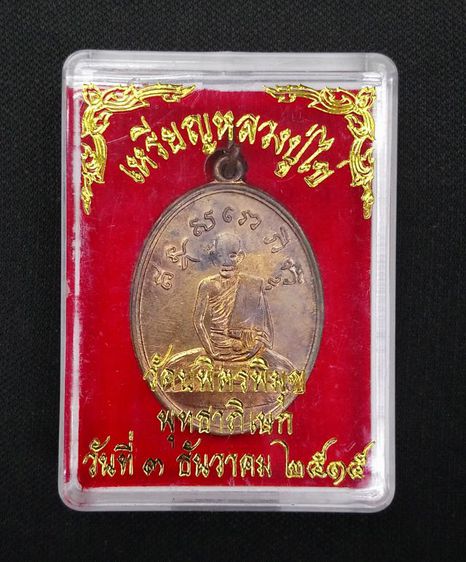 เหรียญหลวงปู่ไข่
วัดบพิตรพิมุข
พุทธาภิเษก
วันที่ ๓ ธันวาคม ๒๕๑๕